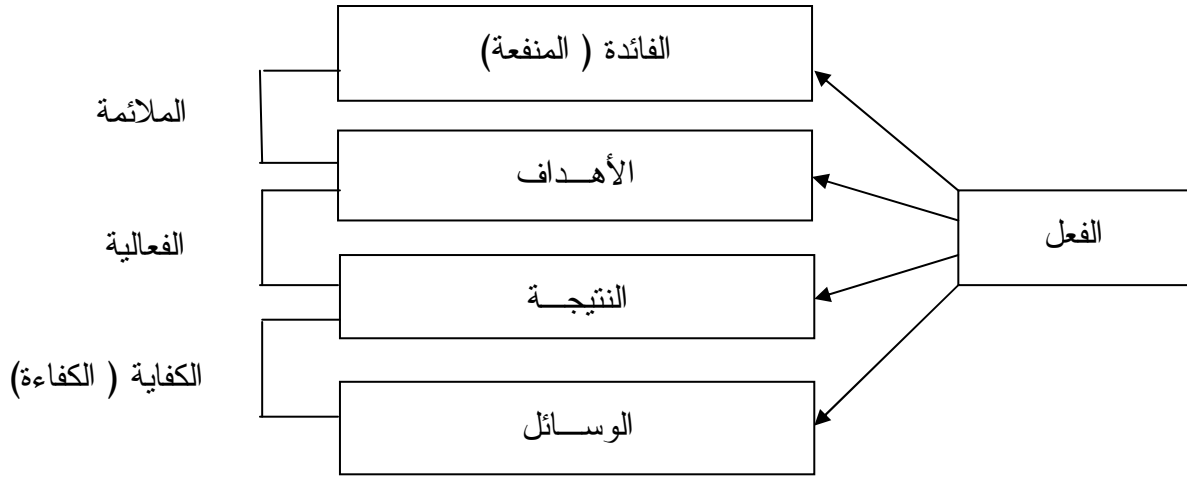 الفائدة ( المنفعة)
الملائمة
الأهـــداف
الفعل
الفعالية
النتيجـــة
الكفاية ( الكفاءة)
الوســـائل